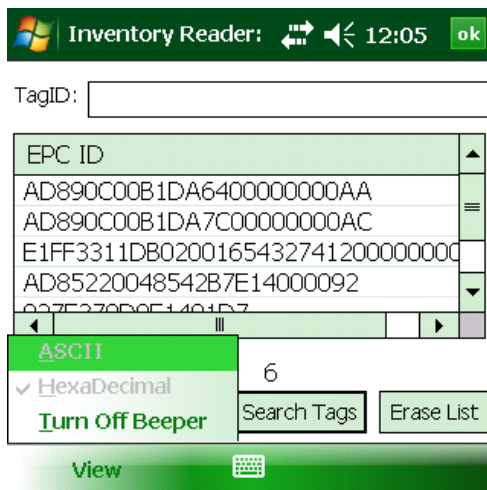 Inventory Reader: 12:05 ok
TagID:
EPC ID
AD890C00B1DA6400000000AA
AD890C00B1DA7C00000000AC
E1FF3311DB02001654327412000000000
AD85220048542B7E14000092
ASCII
6
HexaDecimal
Search Tags Erase List
Turn Off Beeper
View